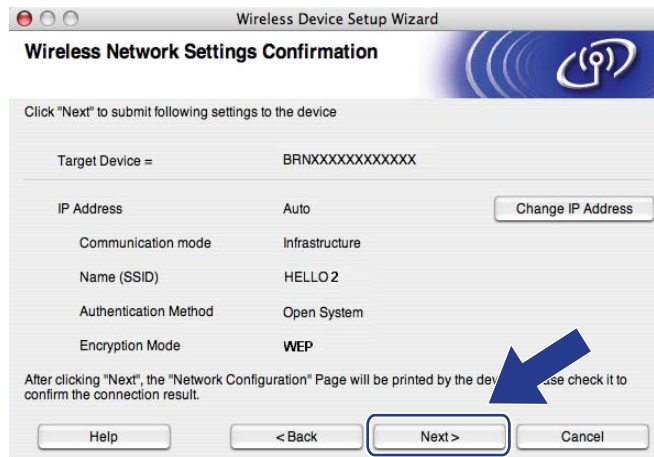 Wireless Device Setup Wizard
Wireless Network Settings Confirmation
Click "Next" to submit following settings to the device
Target Device = BRNXXXXXXXXXXXX
IP Address Auto Change IP Address
Communication mode Infrastructure
Name (SSID) HELLO2
Authentication Method Open System
Encryption Mode WEP
After clicking "Next", the "Network Configuration" Page will be printed by the check it to
confirm the connection result.
Help < Back Next > Cancel